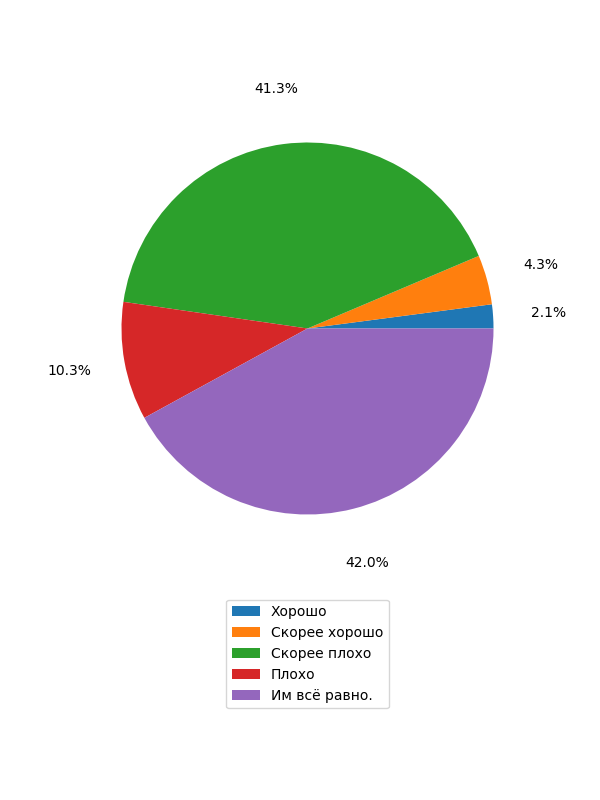 41.3%
4.3%
2.1%
10.3%
42.0%
Хорошо
Скорее хорошо
Скорее плохо
Плохо
Им всё равно.